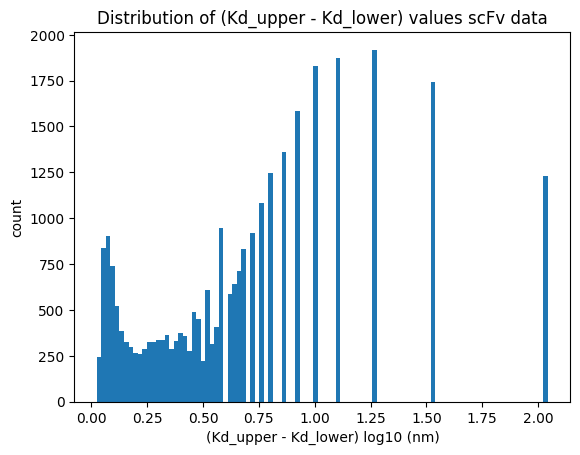 Distribution of (Kd_upper - Kd_lower) values scFv data
2000
1750
1500
1250
1000
750
500
250
0
count
0.00 0.25 0.50 0.75 1.00 1.25 1.50 1.75 2.00
(Kd_upper - Kd_lower) log10 (nm)